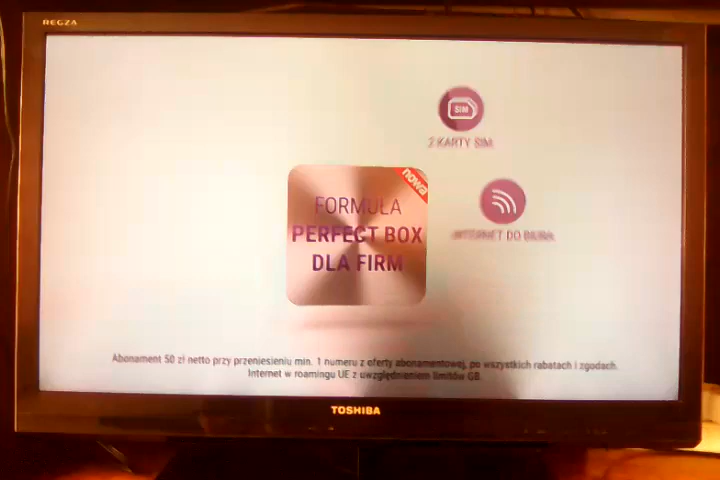 REGZA
SIM
2 KARTY SIM
nowa
FORMUŁA
PERFECT BOX
DLA FIRM
INTERNET DO BIURA
Abonament 50 zł netto przy przeniesieniu min. 1 numeru z oferty abonamentowej, po wszystkich rabatach i zgodach.
Internet w roamingu UE z uwzględnieniem limitów GB.
TOSHIBA